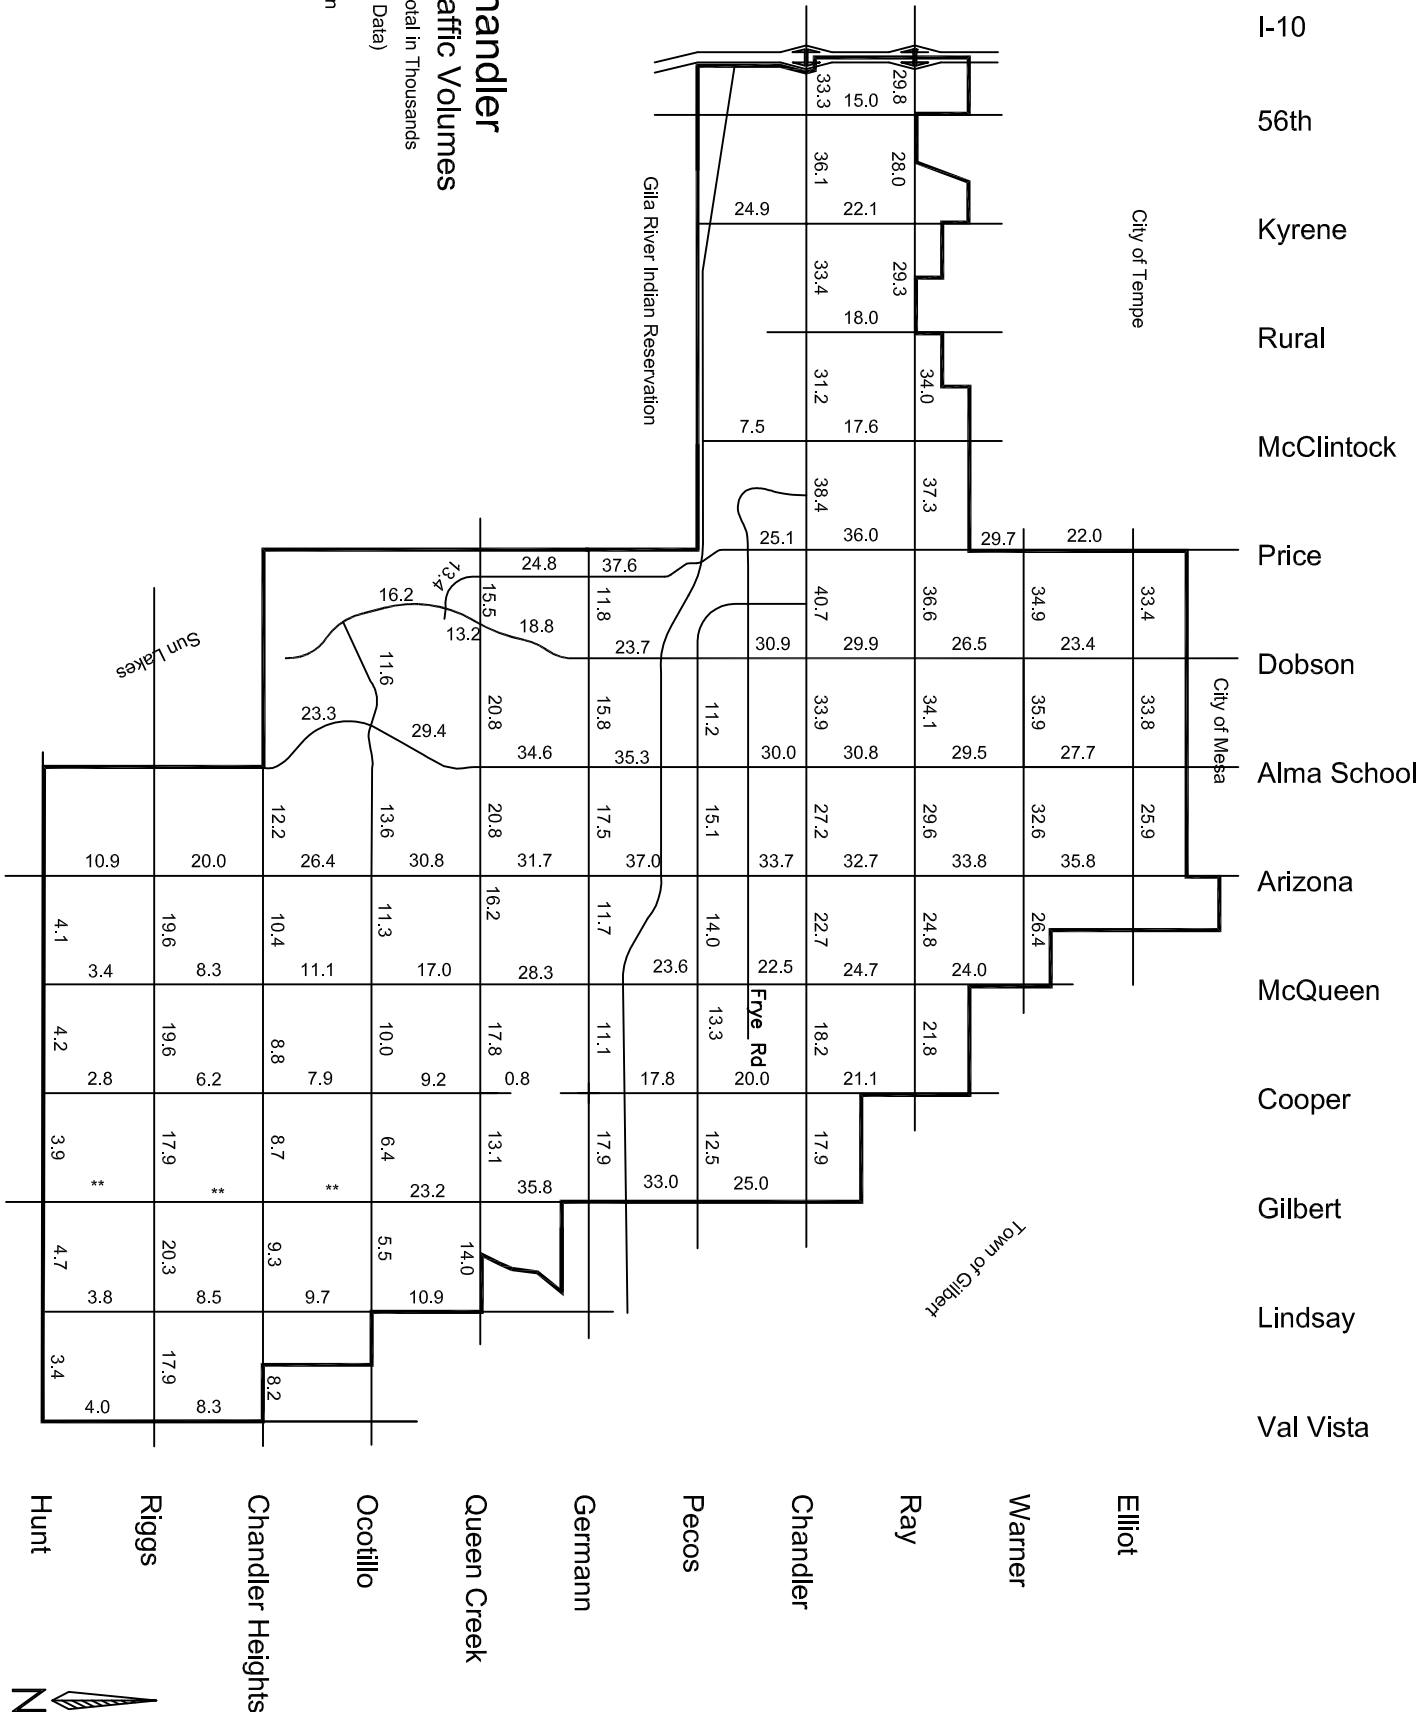 handler
affic Volumes
otal in Thousands
Data)
n
I-10
56th
Kyrene
Rural
McClintock
Price
Dobson
Alma School
Arizona
McQueen
Cooper
Gilbert
Lindsay
Val Vista
City of Tempe
Gila River Indian Reservation
City of Mesa
Sun Lakes
Town of Gilbert
Frye Rd
33.3 15.0 29.8
36.1 28.0
24.9 22.1
33.4 29.3
18.0
31.2 34.0
7.5 17.6
38.4 37.3
25.1 36.0 29.7 22.0
24.8 37.6
13.4
16.2 15.5 11.8 40.7 36.6 34.9 33.4
13.2 18.8 23.7 30.9 29.9 26.5 23.4
11.6 20.8 15.8 11.2 33.9 34.1 35.9 33.8
23.3 29.4 34.6 35.3 30.0 30.8 29.5 27.7
12.2 13.6 20.8 17.5 15.1 27.2 29.6 32.6 25.9
10.9 20.0 26.4 30.8 31.7 37.0 33.7 32.7 33.8 35.8
4.1 19.6 10.4 11.3 16.2 11.7 14.0 22.7 24.8 26.4
3.4 8.3 11.1 17.0 28.3 23.6 22.5 24.7 24.0
4.2 19.6 8.8 10.0 17.8 11.1 13.3 18.2 21.8
2.8 6.2 7.9 9.2 0.8 17.8 20.0 21.1
3.9 17.9 8.7 6.4 13.1 17.9 12.5 17.9
** ** ** 23.2 35.8 33.0 25.0
4.7 20.3 9.3 5.5 14.0
3.8 8.5 9.7 10.9
3.4 17.9 8.2
4.0 8.3
Hunt
Riggs
Chandler Heights
Ocotillo
Queen Creek
Germann
Pecos
Chandler
Ray
Warner
Elliot
N